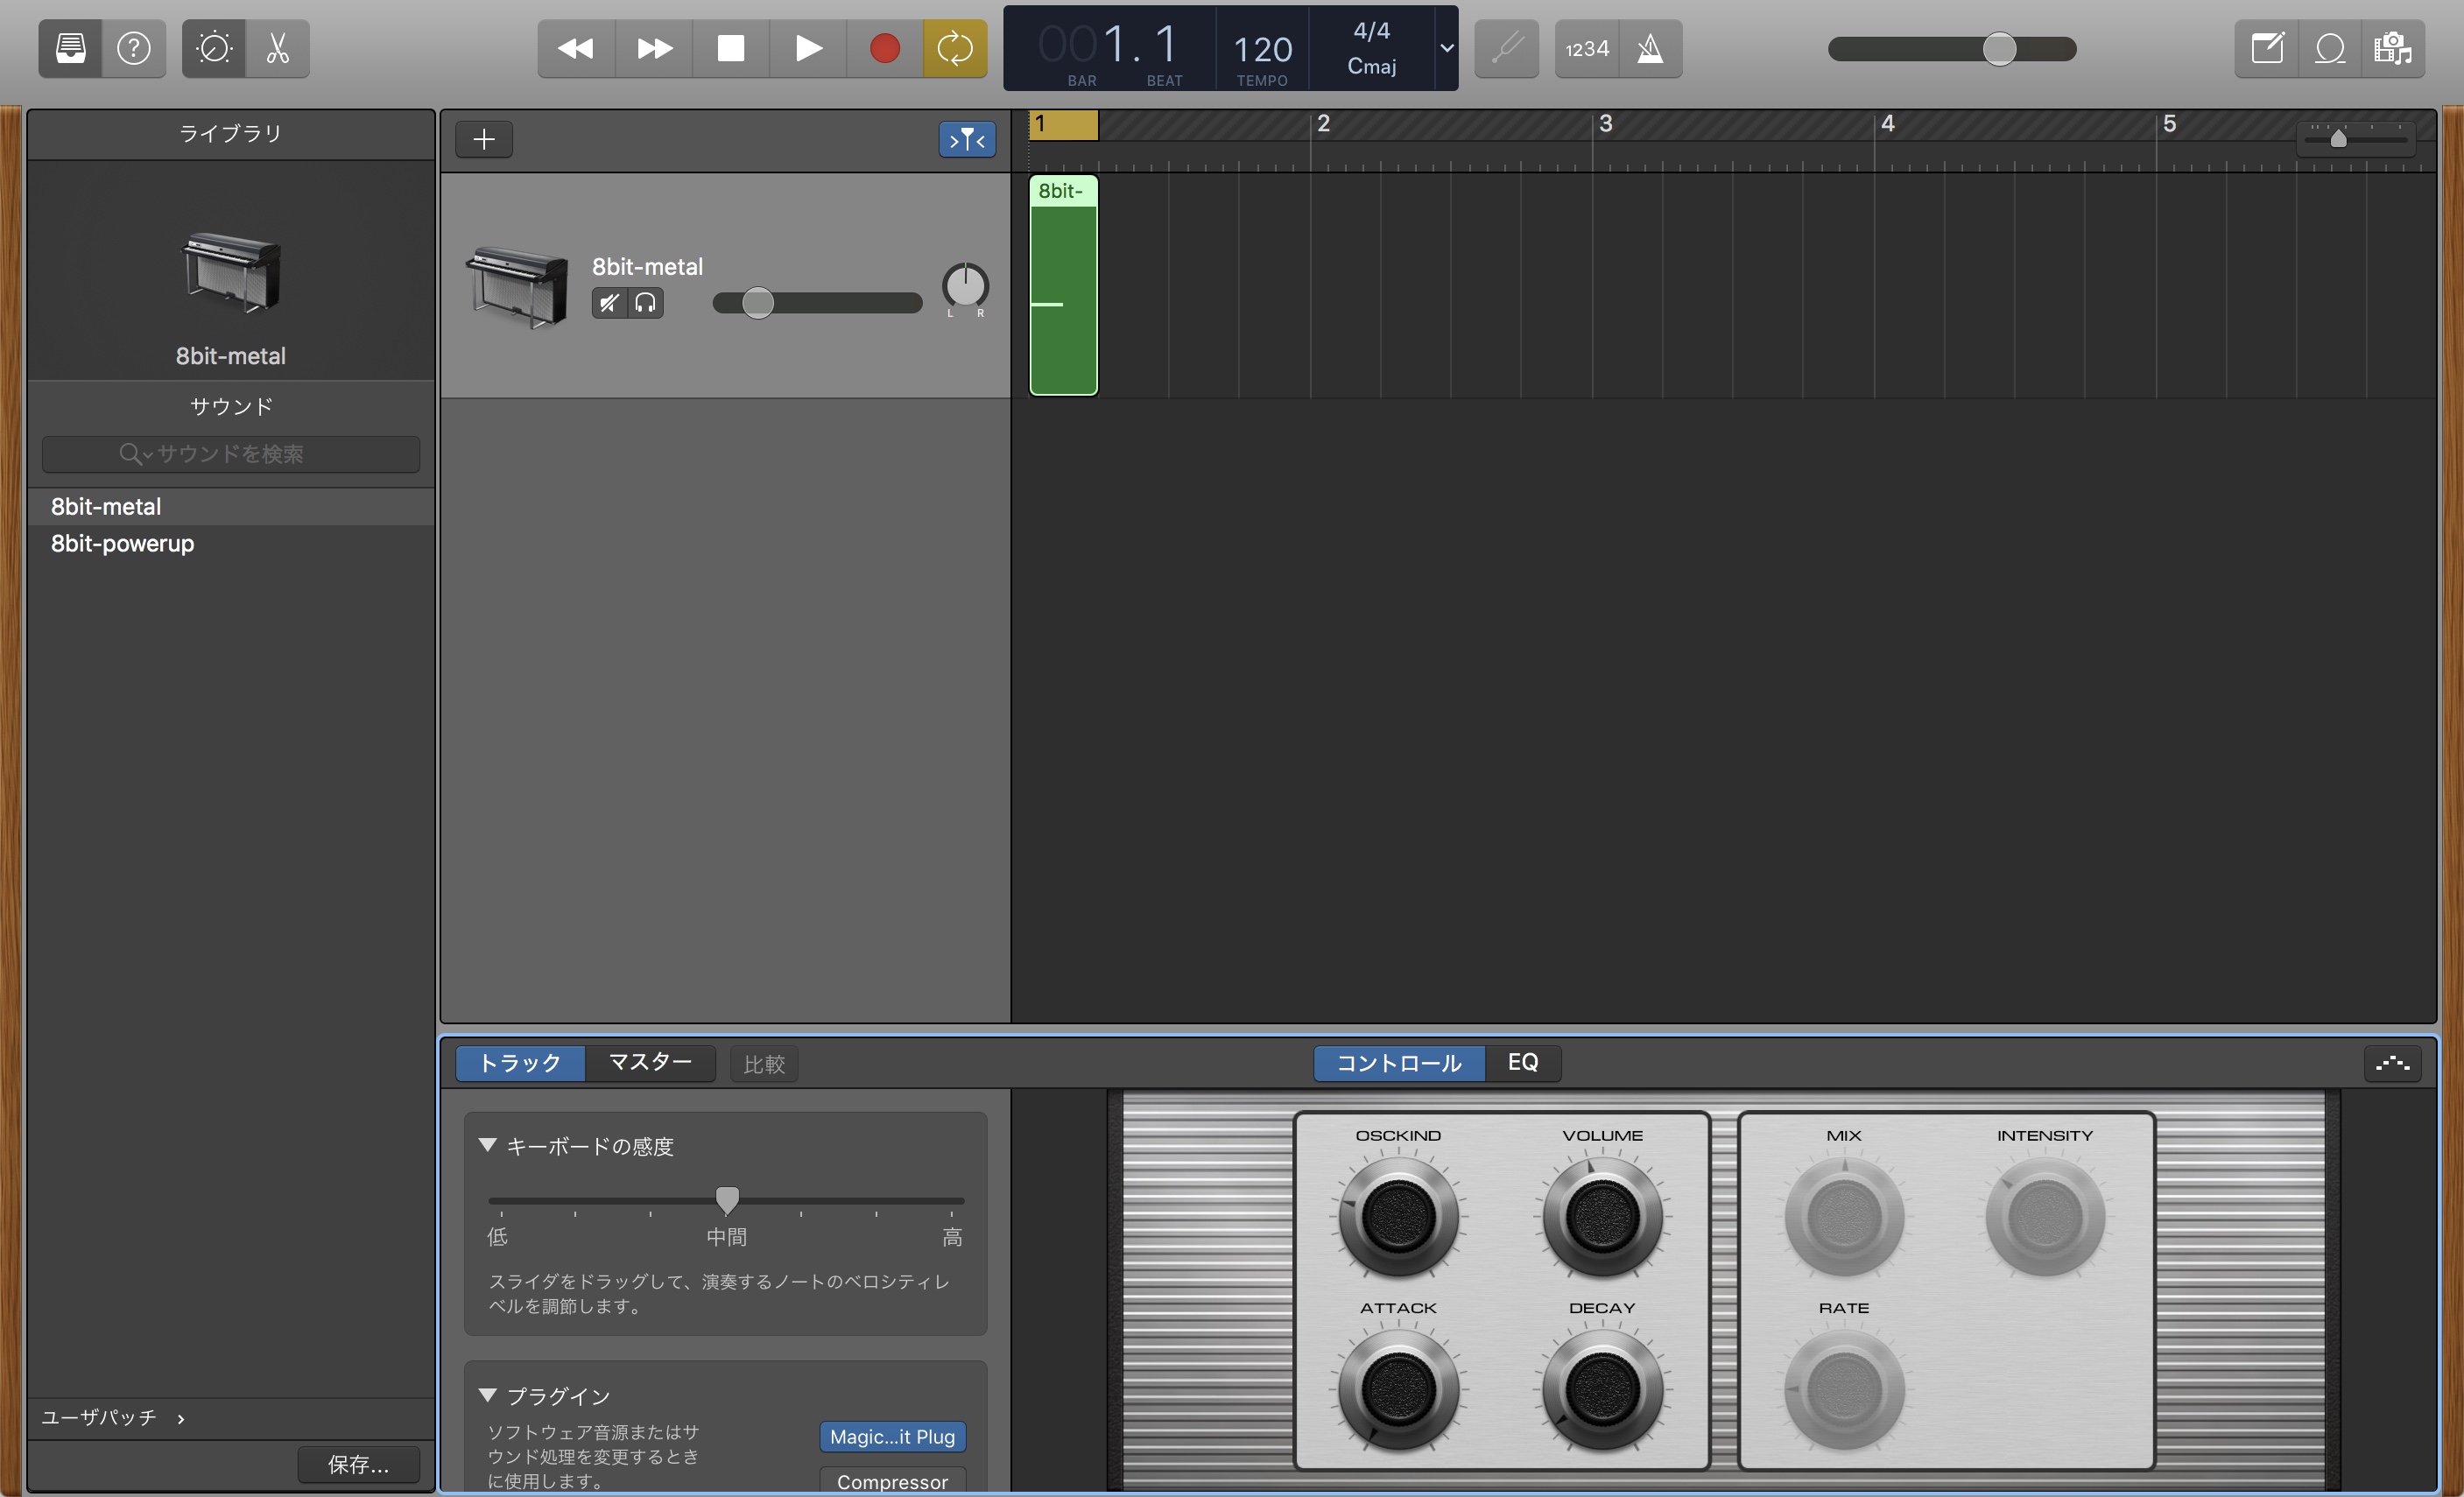 001. 1
BAR
BEAT
120
TEMPO
4/4
Cmaj
1234
ライブラリ
8bit-metal
サウンド
サウンドを検索
8bit-metal
8bit-powerup
ユーザパッチ
保存...
8bit-metal
L
R
1
2
3
4
5
8bit-
トラック
マスター
比較
コントロール
EQ
キーボードの感度
低
中間
高
スライダをドラッグして、演奏するノートのベロシティレ
ベルを調節します。
プラグイン
ソフトウェア音源またはサ
ウンド処理を変更するとき
に使用します。
Magic...it Plug
Compressor
OSCKIND
VOLUME
MIX
INTENSITY
ATTACK
DECAY
RATE